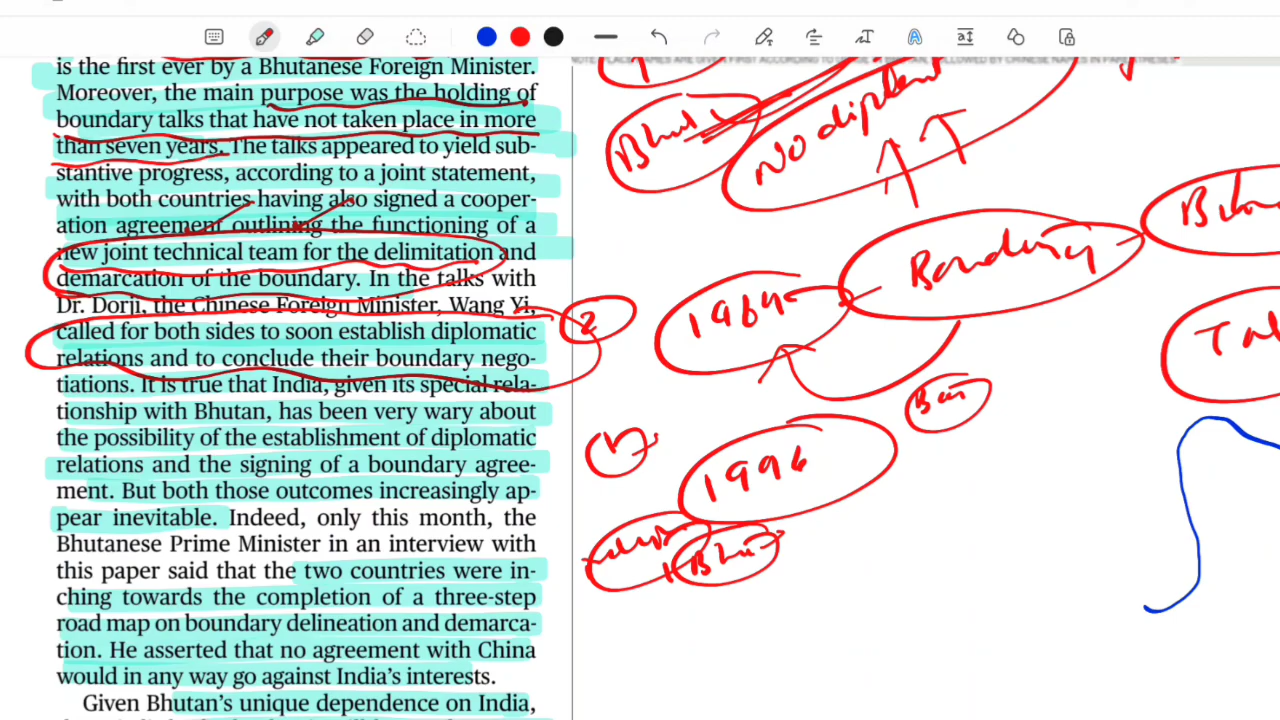 is the first ever by a Bhutanese Foreign Minister.
Moreover, the main purpose was the holding of
boundary talks that have not taken place in more
than seven years. The talks appeared to yield sub-
stantive progress, according to a joint statement,
with both countries having also signed a cooper-
ation agreement outlining the functioning of a
new joint technical team for the delimitation and
demarcation of the boundary. In the talks with
Dr. Dorji, the Chinese Foreign Minister, Wang Yi,
called for both sides to soon establish diplomatic
relations and to conclude their boundary nego-
tiations. It is true that India, given its special rela-
tionship with Bhutan, has been very wary about
the possibility of the establishment of diplomatic
relations and the signing of a boundary agree-
ment. But both those outcomes increasingly ap-
pear inevitable. Indeed, only this month, the
Bhutanese Prime Minister in an interview with
this paper said that the two countries were in-
ching towards the completion of a three-step
road map on boundary delineation and demarca-
tion. He asserted that no agreement with China
would in any way go against India's interests.
Given Bhutan's unique dependence on India,
No
2
1996